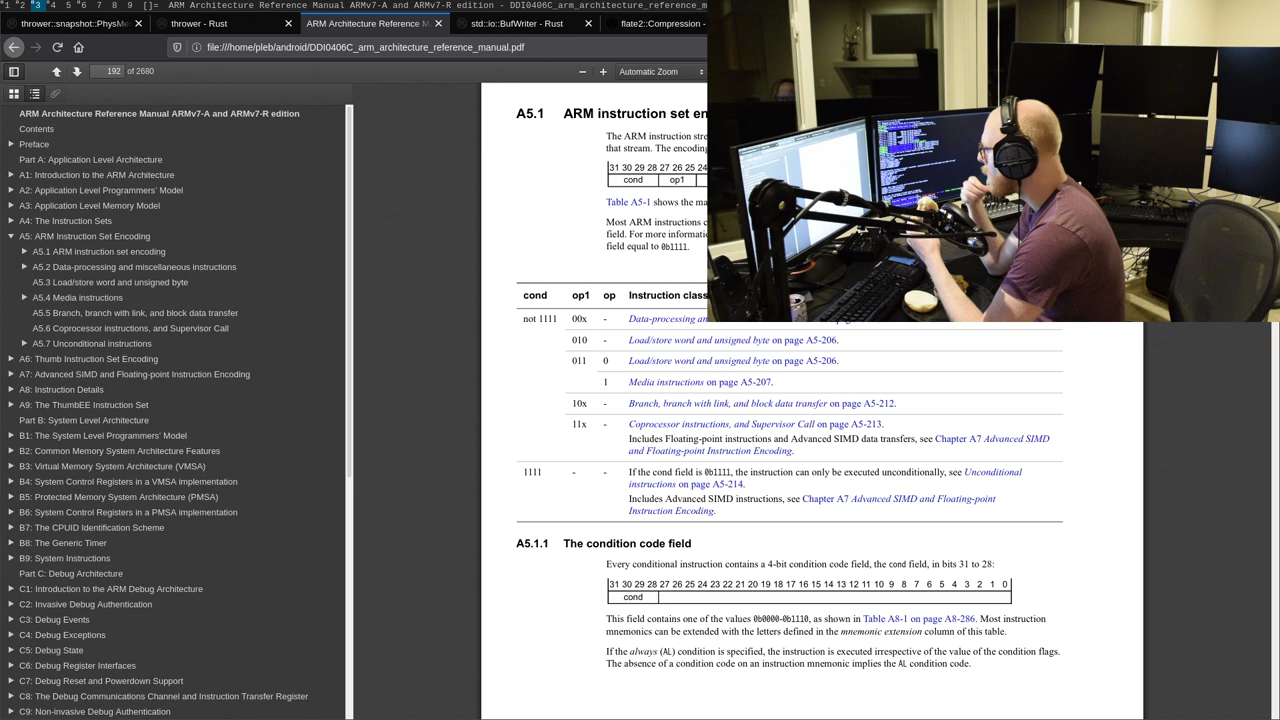 1 2 3 4 5 6 7 8 9 []= ARM Architecture Reference Manual ARMv7-A and ARMv7-R edition - DDI0406C_arm_architecture_reference_m
thrower::snapshot::PhysMe
thrower - Rust
ARM Architecture Reference M
std::io::BufWriter - Rust
flate2::Compression -
file:///home/pleb/android/DDI0406C_arm_architecture_reference_manual.pdf
192 of 2680
Automatic Zoom
ARM Architecture Reference Manual ARMv7-A and ARMv7-R edition
Contents
Preface
Part A: Application Level Architecture
A1: Introduction to the ARM Architecture
A2: Application Level Programmers' Model
A3: Application Level Memory Model
A4: The Instruction Sets
A5: ARM Instruction Set Encoding
A5.1 ARM instruction set encoding
A5.2 Data-processing and miscellaneous instructions
A5.3 Load/store word and unsigned byte
A5.4 Media instructions
A5.5 Branch, branch with link, and block data transfer
A5.6 Coprocessor instructions, and Supervisor Call
A5.7 Unconditional instructions
A6: Thumb Instruction Set Encoding
A7: Advanced SIMD and Floating-point Instruction Encoding
A8: Instruction Details
A9: The ThumbEE Instruction Set
Part B: System Level Architecture
B1: The System Level Programmers' Model
B2: Common Memory System Architecture Features
B3: Virtual Memory System Architecture (VMSA)
B4: System Control Registers in a VMSA implementation
B5: Protected Memory System Architecture (PMSA)
B6: System Control Registers in a PMSA implementation
B7: The CPUID Identification Scheme
B8: The Generic Timer
B9: System Instructions
Part C: Debug Architecture
C1: Introduction to the ARM Debug Architecture
C2: Invasive Debug Authentication
C3: Debug Events
C4: Debug Exceptions
C5: Debug State
C6: Debug Register Interfaces
C7: Debug Reset and Powerdown Support
C8: The Debug Communications Channel and Instruction Transfer Register
C9: Non-invasive Debug Authentication
A5.1 ARM instruction set en
The ARM instruction stre
that stream. The encoding
31 30 29 28 27 26 25 24
cond op1
Table A5-1 shows the ma
Most ARM instructions c
field. For more informatio
field equal to 0b1111.
cond op1 op Instruction class
not 1111 00x - Data-processing an
010 - Load/store word and unsigned byte on page A5-206.
011 0 Load/store word and unsigned byte on page A5-206.
1 Media instructions on page A5-207.
10x - Branch, branch with link, and block data transfer on page A5-212.
11x - Coprocessor instructions, and Supervisor Call on page A5-213.
Includes Floating-point instructions and Advanced SIMD data transfers, see Chapter A7 Advanced SIMD
and Floating-point Instruction Encoding.
1111 - - If the cond field is 0b1111, the instruction can only be executed unconditionally, see Unconditional
instructions on page A5-214.
Includes Advanced SIMD instructions, see Chapter A7 Advanced SIMD and Floating-point
Instruction Encoding.
A5.1.1 The condition code field
Every conditional instruction contains a 4-bit condition code field, the cond field, in bits 31 to 28:
31 30 29 28 27 26 25 24 23 22 21 20 19 18 17 16 15 14 13 12 11 10 9 8 7 6 5 4 3 2 1 0
cond
This field contains one of the values 0b0000-0b1110, as shown in Table A8-1 on page A8-286. Most instruction
mnemonics can be extended with the letters defined in the mnemonic extension column of this table.
If the always (AL) condition is specified, the instruction is executed irrespective of the value of the condition flags.
The absence of a condition code on an instruction mnemonic implies the AL condition code.